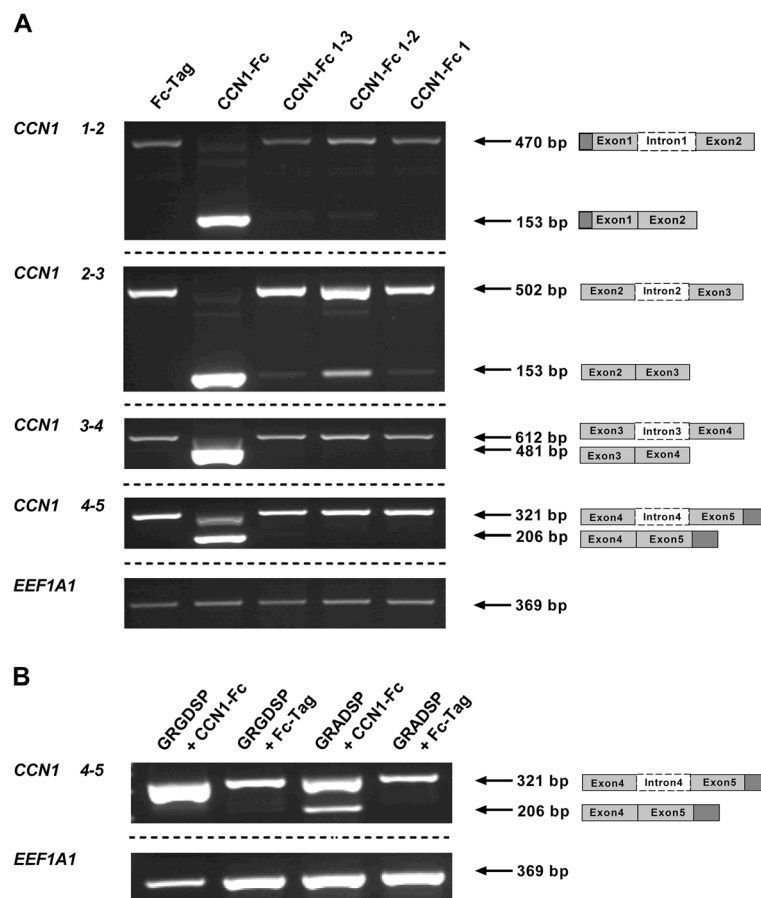 A
Fc-Tag
CCN1-Fc
CCN1-Fc 1-3
CCN1-Fc 1-2
CCN1-Fc 1
CCN1 1-2
470 bp
Exon1 Intron1 Exon2
153 bp
Exon1 Exon2
CCN1 2-3
502 bp
Exon2 Intron2 Exon3
153 bp
Exon2 Exon3
CCN1 3-4
612 bp
Exon3 Intron3 Exon4
481 bp
Exon3 Exon4
CCN1 4-5
321 bp
Exon4 Intron4 Exon5
206 bp
Exon4 Exon5
EEF1A1
369 bp
B
GRGDSP
+ CCN1-Fc
GRGDSP
+ Fc-Tag
GRADSP
+ CCN1-Fc
GRADSP
+ Fc-Tag
CCN1 4-5
321 bp
Exon4 Intron4 Exon5
206 bp
Exon4 Exon5
EEF1A1
369 bp